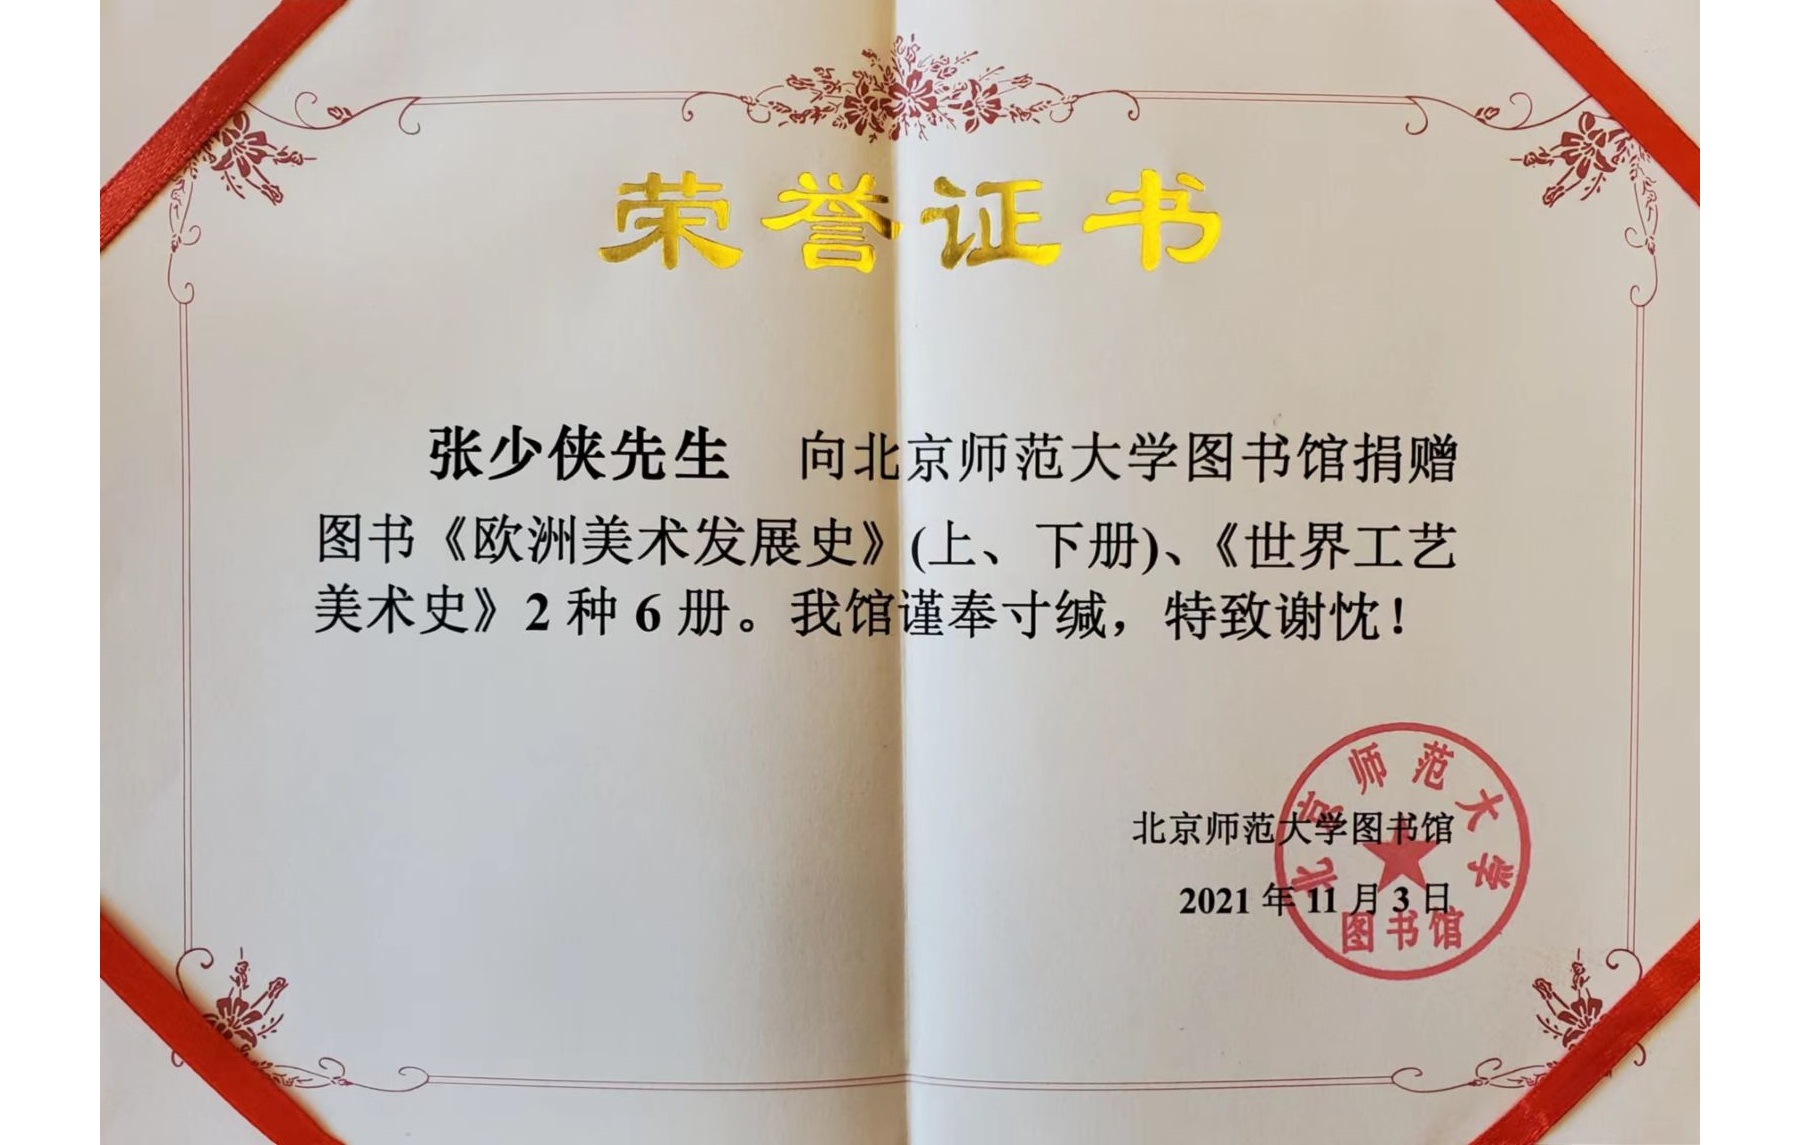 荣誉证书
张少侠先生 向北京师范大学图书馆捐赠
图书《欧洲美术发展史》(上、下册)、《世界工艺
美术史》2 种 6 册。我馆谨奉寸缄，特致谢忱！
北京师范大学图书馆
2021 年 11 月 3 日
北京师范大学
图书馆